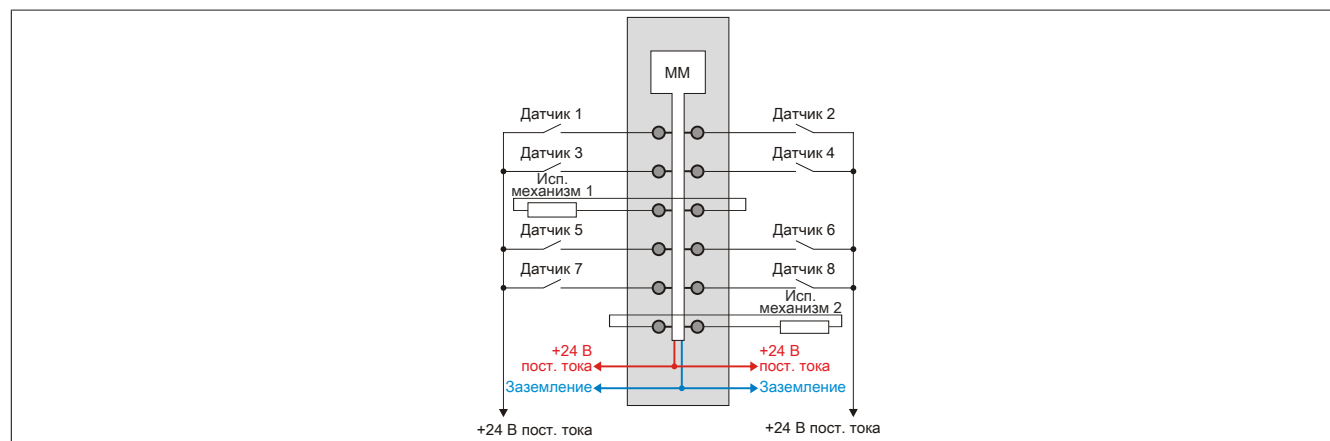 ММ
Датчик 1
Датчик 2
Датчик 3
Датчик 4
Исп.
механизм 1
Датчик 5
Датчик 6
Датчик 7
Датчик 8
Исп.
механизм 2
+24 В
пост. тока
+24 В
пост. тока
Заземление
Заземление
+24 В пост. тока
+24 В пост. тока